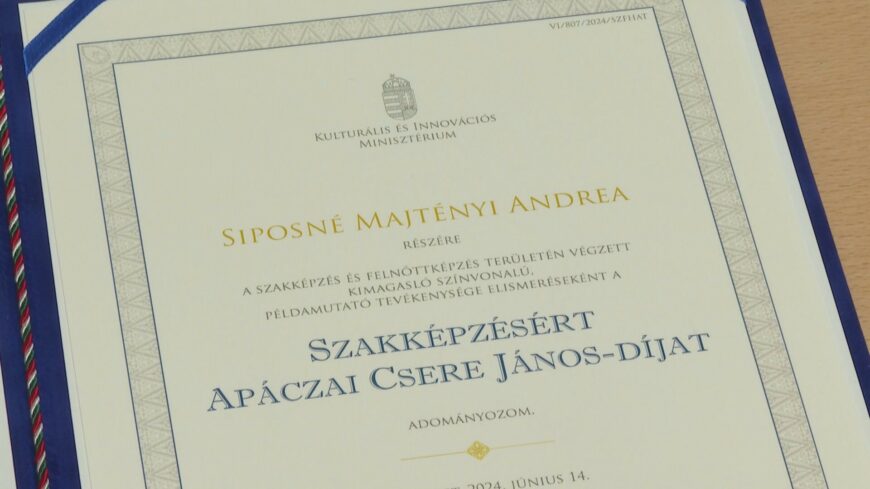 VI/807/2024/SZFHAT
Kulturális és Innovációs
Minisztérium
Siposné Majtényi Andrea
részére
a szakképzés és felnőttképzés területén végzett
kimagasló színvonalú,
példamutató tevékenysége elismeréseként a
Szakképzésért
Apáczai Csere János-díjat
adományozom.
2024. június 14.